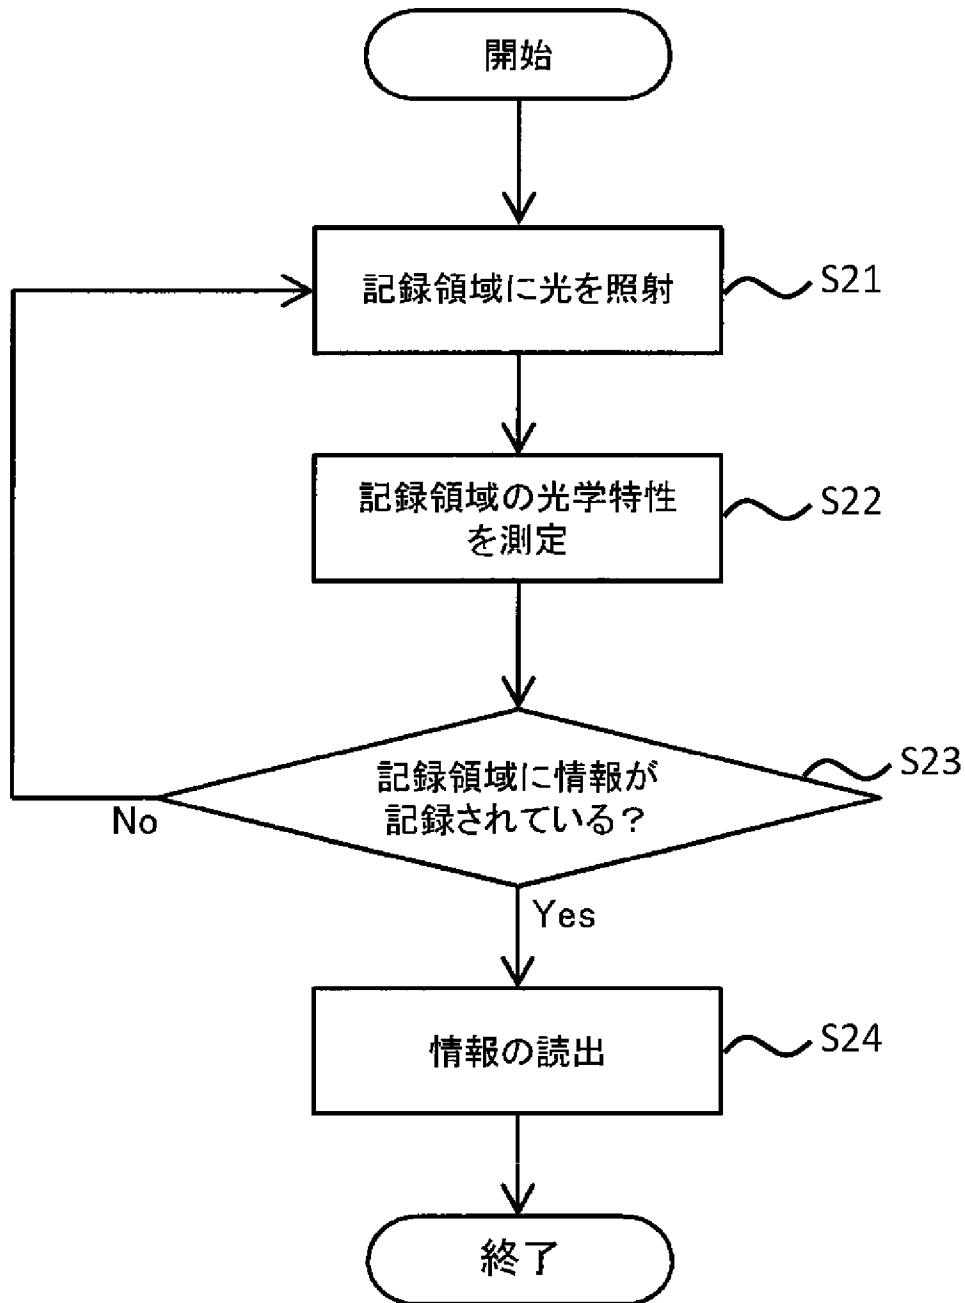 開始
記録領域に光を照射
S21
記録領域の光学特性
を測定
S22
記録領域に情報が
記録されている?
S23
No
Yes
情報の読出
S24
終了